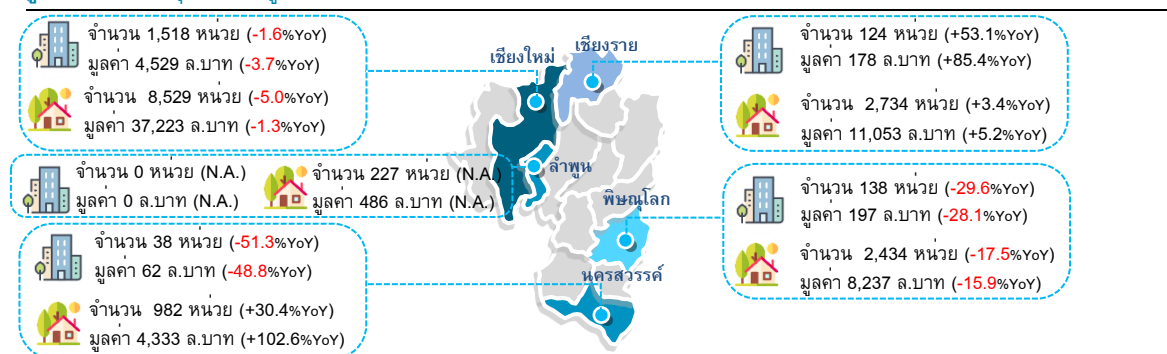 จำนวน 1,518 หน่วย (-1.6%YoY)
มูลค่า 4,529 ล.บาท (-3.7%YoY)
จำนวน 8,529 หน่วย (-5.0%YoY)
มูลค่า 37,223 ล.บาท (-1.3%YoY)
เชียงใหม่
เชียงราย
จำนวน 124 หน่วย (+53.1%YoY)
มูลค่า 178 ล.บาท (+85.4%YoY)
จำนวน 2,734 หน่วย (+3.4%YoY)
มูลค่า 11,053 ล.บาท (+5.2%YoY)
จำนวน 0 หน่วย (N.A.)
มูลค่า 0 ล.บาท (N.A.)
จำนวน 227 หน่วย (N.A.)
มูลค่า 486 ล.บาท (N.A.)
ลำพูน
พิษณุโลก
จำนวน 138 หน่วย (-29.6%YoY)
มูลค่า 197 ล.บาท (-28.1%YoY)
จำนวน 2,434 หน่วย (-17.5%YoY)
มูลค่า 8,237 ล.บาท (-15.9%YoY)
จำนวน 38 หน่วย (-51.3%YoY)
มูลค่า 62 ล.บาท (-48.8%YoY)
จำนวน 982 หน่วย (+30.4%YoY)
มูลค่า 4,333 ล.บาท (+102.6%YoY)
นครสวรรค์